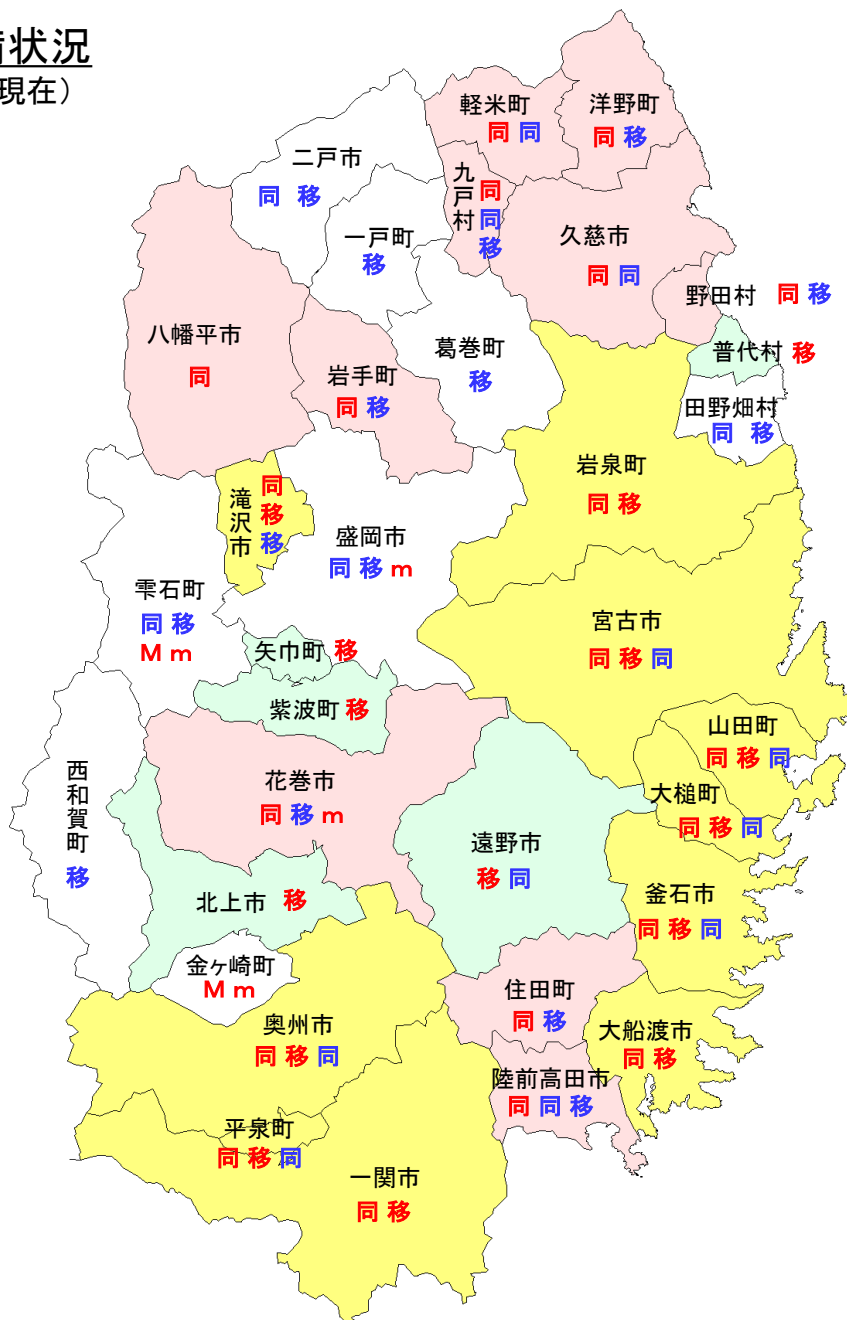 状況
現在）
軽米町
同 同
洋野町
同 移
二戸市
同 移
九戸村
同
同
移
一戸町
移
久慈市
同 同
野田村 同 移
八幡平市
同
岩手町
同 移
葛巻町
移
普代村 移
田野畑村
同 移
岩泉町
同 移
滝沢市
同
移
移
盛岡市
同 移 m
雫石町
同 移
M m
宮古市
同 移 同
矢巾町 移
紫波町 移
山田町
同 移 同
西和賀町
移
花巻市
同 移 m
大槌町
同 移 同
遠野市
移 同
北上市 移
釜石市
同 移 同
金ヶ崎町
M m
住田町
同 移
奥州市
同 移 同
大船渡市
同 移
陸前高田市
同 同 移
平泉町
同 移 同
一関市
同 移